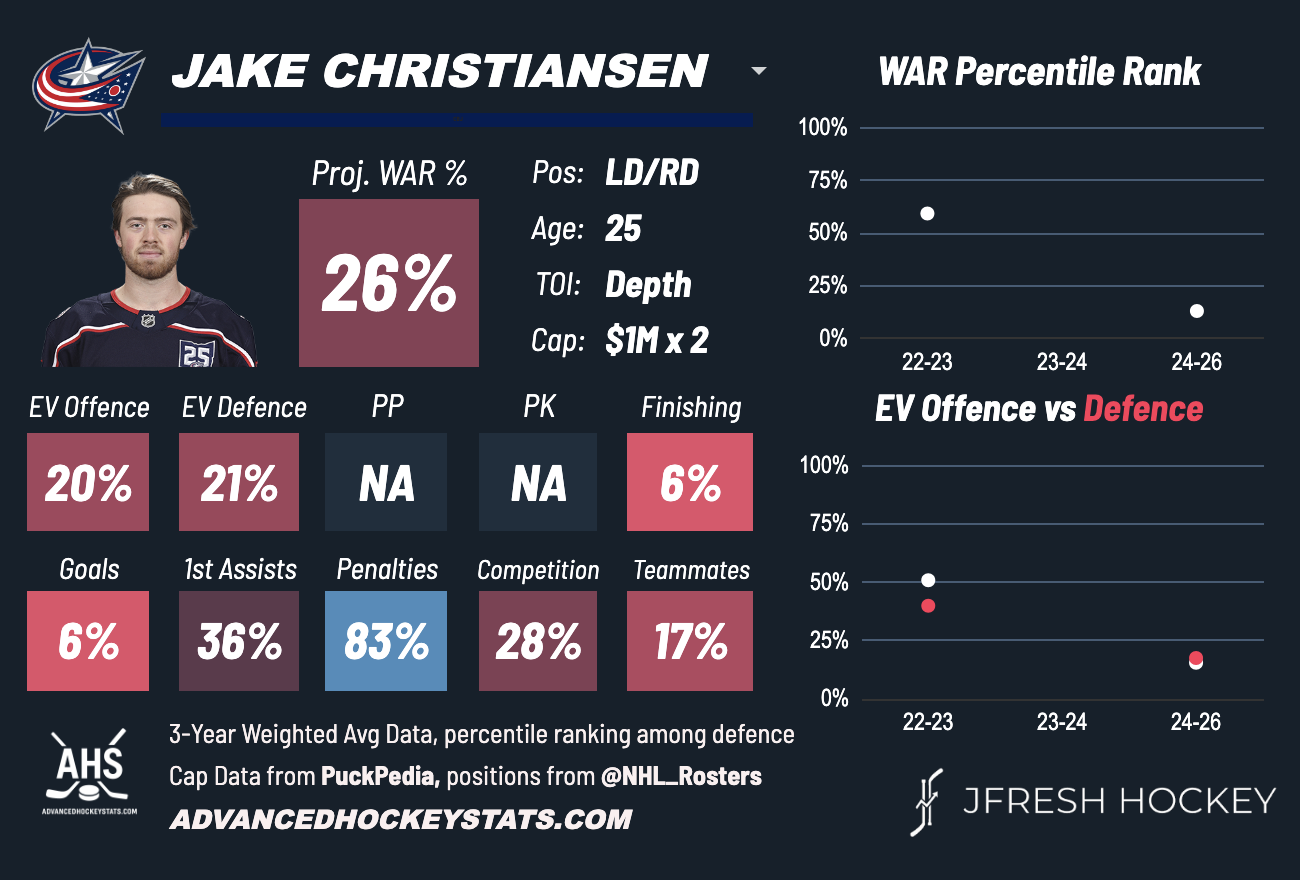 JAKE CHRISTIANSEN
Proj. WAR %
26%
Pos: LD/RD
Age: 25
TOI: Depth
Cap: $1M x 2
25
EV Offence EV Defence PP PK Finishing
20% 21% NA NA 6%
Goals 1st Assists Penalties Competition Teammates
6% 36% 83% 28% 17%
WAR Percentile Rank
100%
75%
50%
25%
0%
22-23 23-24 24-26
EV Offence vs Defence
100%
75%
50%
25%
0%
22-23 23-24 24-26
3-Year Weighted Avg Data, percentile ranking among defence
Cap Data from PuckPedia, positions from @NHL_Rosters
ADVANCEDHOCKEYSTATS.COM
AHS
ADVANCEDHOCKEYSTATS.COM
JFRESH HOCKEY